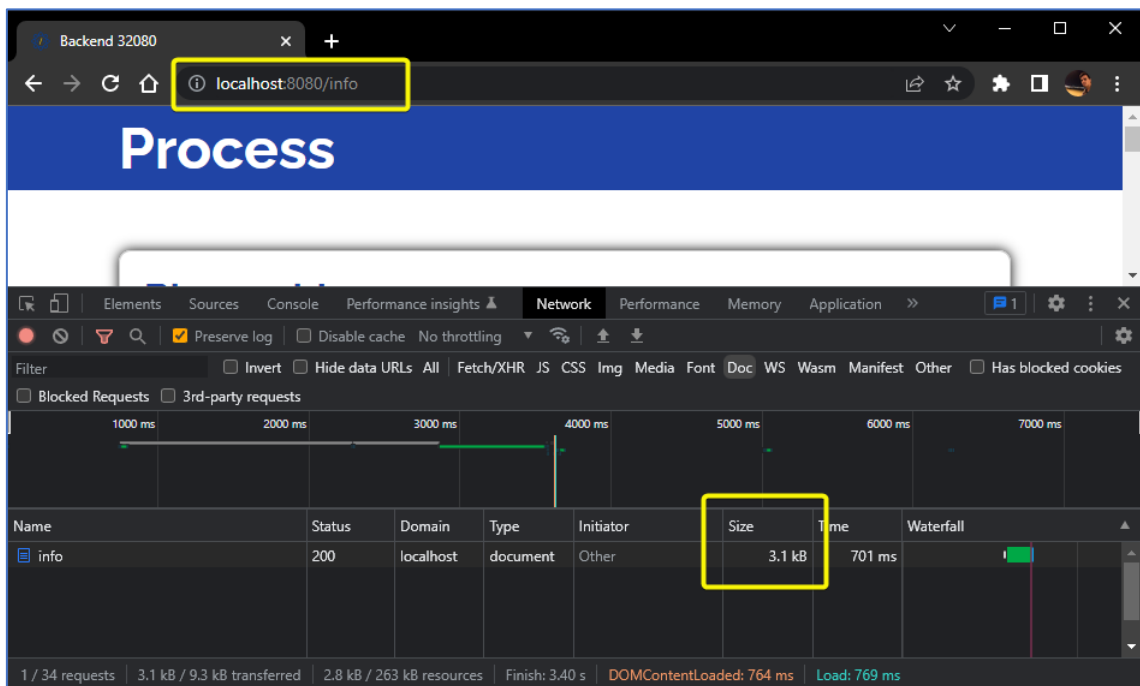 Backend 32080
localhost:8080/info
Process
Elements Sources Console Performance insights Network Performance Memory Application » 1
Preserve log Disable cache No throttling
Filter Invert Hide data URLs All Fetch/XHR JS CSS Img Media Font Doc WS Wasm Manifest Other Has blocked cookies
Blocked Requests 3rd-party requests
1000 ms 2000 ms 3000 ms 4000 ms 5000 ms 6000 ms 7000 ms
Name Status Domain Type Initiator Size Time Waterfall
info 200 localhost document Other 3.1 kB 701 ms
1 / 34 requests 3.1 kB / 9.3 kB transferred 2.8 kB / 263 kB resources Finish: 3.40 s DOMContentLoaded: 764 ms Load: 769 ms